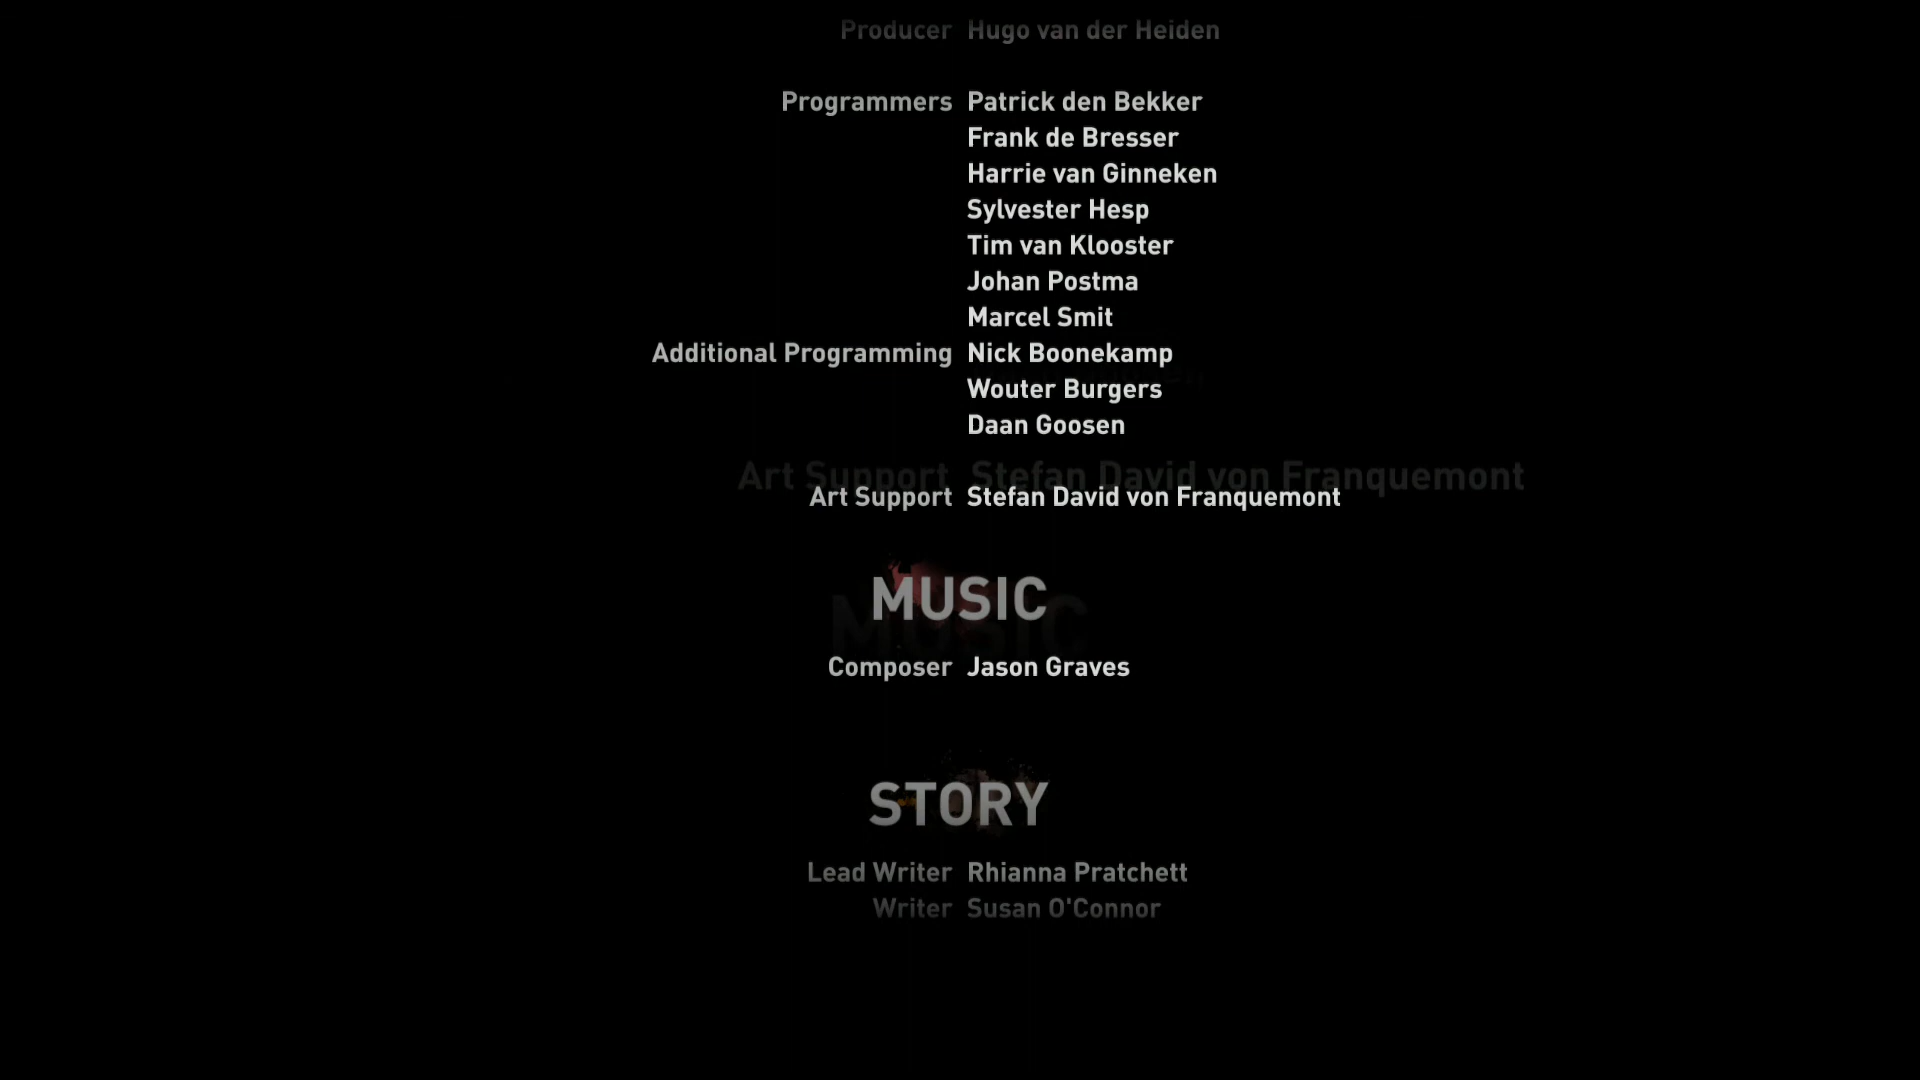 Producer Hugo van der Heiden
Programmers Patrick den Bekker
Frank de Bresser
Harrie van Ginneken
Sylvester Hesp
Tim van Klooster
Johan Postma
Marcel Smit
Additional Programming Nick Boonekamp
Wouter Burgers
Daan Goosen
Art Support Stefan David von Franquemont
Art Support Stefan David von Franquemont
MUSIC
MUSIC
Composer Jason Graves
STORY
Lead Writer Rhianna Pratchett
Writer Susan O'Connor